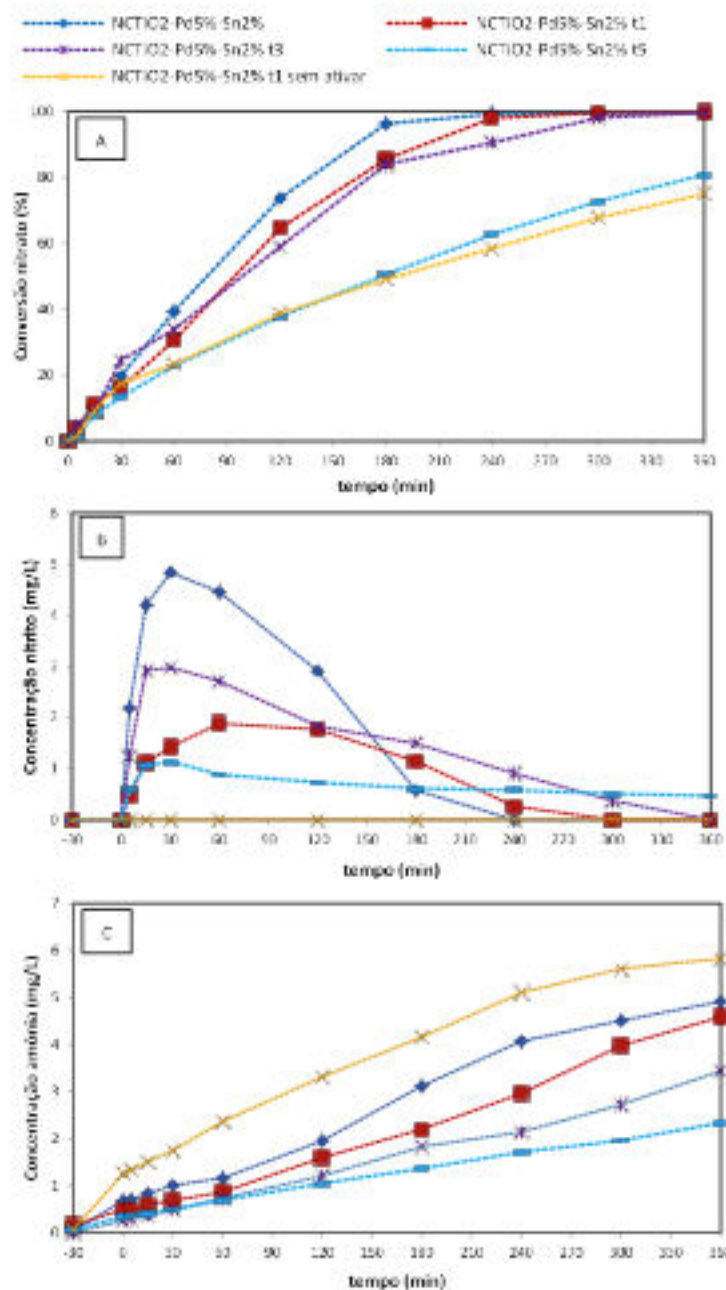 NCTIO2-Pd5%-Sn2%
NCTIO2-Pd5%-Sn2% t1
NCTIO2-Pd5%-Sn2% t3
NCTIO2-Pd5%-Sn2% t5
NCTIO2-Pd5%-Sn2% t1 sem ativar
A
Conversão nitrato (%)
100
80
60
40
20
0
0 30 60 90 120 150 180 210 240 270 300 330 360
tempo (min)
B
Concentração nitrito (mg/L)
6
5
4
3
2
1
0
-30 0 30 60 90 120 150 180 210 240 270 300 330 360
tempo (min)
C
Concentração amônia (mg/L)
7
6
5
4
3
2
1
0
-30 0 30 60 90 120 150 180 210 240 270 300 330 360
tempo (min)